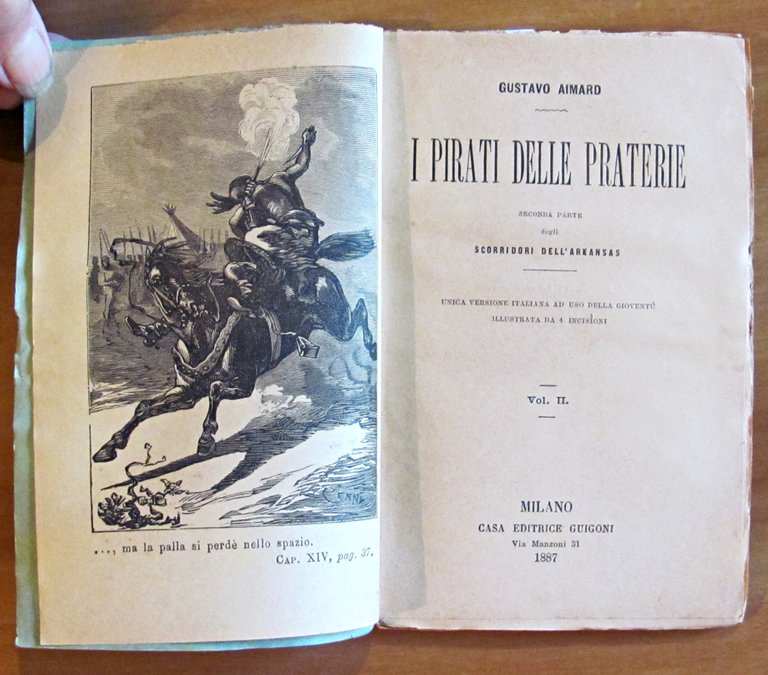 CENNI
..., ma la palla si perdè nello spazio.
CAP. XIV, pag. 37.
GUSTAVO AIMARD
I PIRATI DELLE PRATERIE
SECONDA PARTE
degli
SCORRIDORI DELL'ARKANSAS
UNICA VERSIONE ITALIANA AD USO DELLA GIOVENTÙ
ILLUSTRATA DA 4 INCISIONI
Vol. II.
MILANO
CASA EDITRICE GUIGONI
Via Manzoni 31
1887